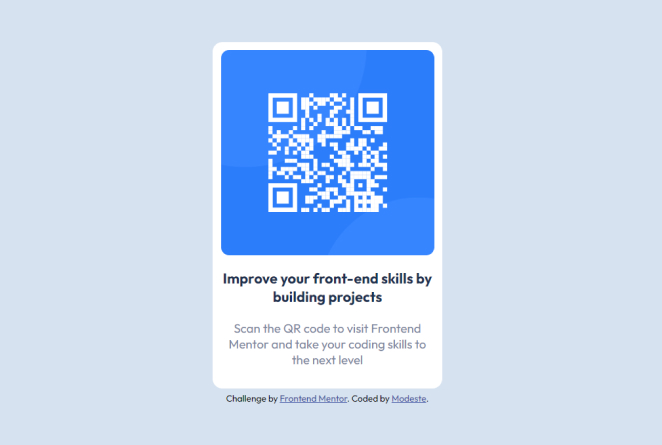 Improve your front-end skills by
building projects
Scan the QR code to visit Frontend
Mentor and take your coding skills to
the next level
Challenge by Frontend Mentor. Coded by Modeste.